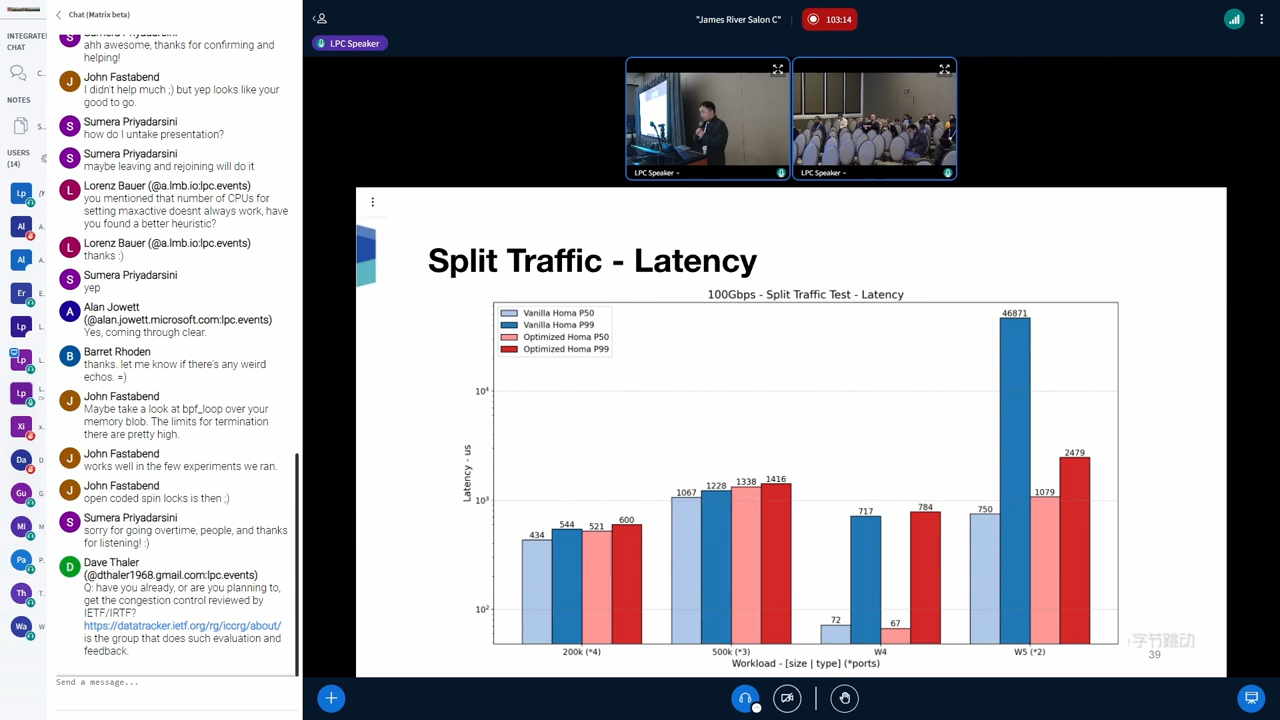 Chat (Matrix beta)
INTEGRATE
CHAT
C..
NOTES
S..
USERS
(14)
Sumera Priyadarsini
ahh awesome, thanks for confirming and
helping!
John Fastabend
I didn't help much ;) but yep looks like your
good to go.
Sumera Priyadarsini
how do I untake presentation?
Sumera Priyadarsini
maybe leaving and rejoining will do it
Lorenz Bauer (@a.lmb.io:lpc.events)
you mentioned that number of CPUs for
setting maxactive doesnt always work, have
you found a better heuristic?
Lorenz Bauer (@a.lmb.io:lpc.events)
thanks :)
Sumera Priyadarsini
yep
Alan Jowett
(@alan.jowett.microsoft.com:lpc.events)
Yes, coming through clear.
Barret Rhoden
thanks. let me know if there's any weird
echos. =)
John Fastabend
Maybe take a look at bpf_loop over your
memory blob. The limits for termination
there are pretty high.
John Fastabend
works well in the few experiments we ran.
John Fastabend
open coded spin locks is then ;)
Sumera Priyadarsini
sorry for going overtime, people, and thanks
for listening! :)
Dave Thaler
(@dthaler1968.gmail.com:lpc.events)
Q: have you already, or are you planning to,
get the congestion control reviewed by
IETF/IRTF?
https://datatracker.ietf.org/rg/iccrg/about/
is the group that does such evaluation and
feedback.
Send a message...
"James River Salon C"
103:14
LPC Speaker
LPC Speaker
LPC Speaker
Split Traffic - Latency
100Gbps - Split Traffic Test - Latency
Vanilla Homa P50
Vanilla Homa P99
Optimized Homa P50
Optimized Homa P99
Latency - us
10⁴
10³
10²
434 544 521 600
1067 1228 1338 1416
72 717 67 784
750 46871 1079 2479
200k (*4) 500k (*3) W4 W5 (*2)
Workload - [size | type] (*ports)
字节跳动
39